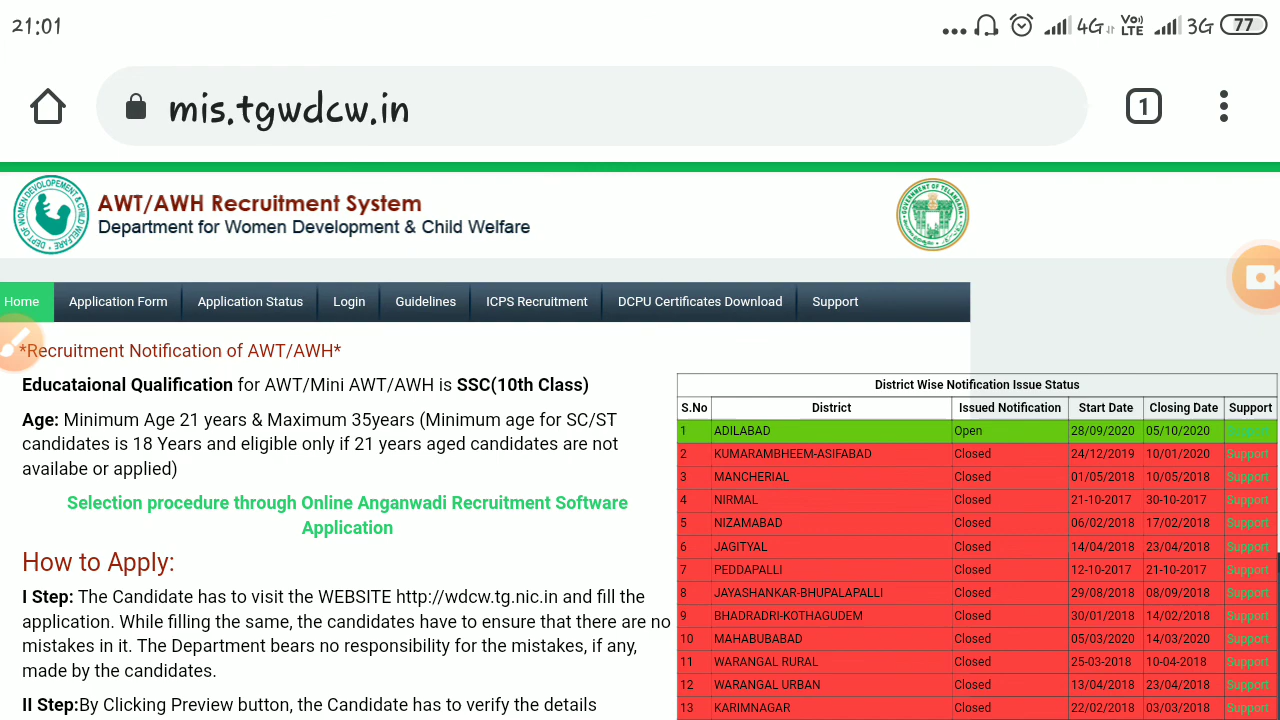 21:01
4G Vo) LTE 3G 77
mis.tgwdcw.in
1
AWT/AWH Recruitment System
Department for Women Development & Child Welfare
Home Application Form Application Status Login Guidelines ICPS Recruitment DCPU Certificates Download Support
*Recruitment Notification of AWT/AWH*
Educataional Qualification for AWT/Mini AWT/AWH is SSC(10th Class)
Age: Minimum Age 21 years & Maximum 35years (Minimum age for SC/ST
candidates is 18 Years and eligible only if 21 years aged candidates are not
availabe or applied)
Selection procedure through Online Anganwadi Recruitment Software
Application
How to Apply:
I Step: The Candidate has to visit the WEBSITE http://wdcw.tg.nic.in and fill the
application. While filling the same, the candidates have to ensure that there are no
mistakes in it. The Department bears no responsibility for the mistakes, if any,
made by the candidates.
II Step:By Clicking Preview button, the Candidate has to verify the details
District Wise Notification Issue Status
S.No District Issued Notification Start Date Closing Date Support
1 ADILABAD Open 28/09/2020 05/10/2020 Support
2 KUMARAMBHEEM-ASIFABAD Closed 24/12/2019 10/01/2020 Support
3 MANCHERIAL Closed 01/05/2018 10/05/2018 Support
4 NIRMAL Closed 21-10-2017 30-10-2017 Support
5 NIZAMABAD Closed 06/02/2018 17/02/2018 Support
6 JAGITYAL Closed 14/04/2018 23/04/2018 Support
7 PEDDAPALLI Closed 12-10-2017 21-10-2017 Support
8 JAYASHANKAR-BHUPALAPALLI Closed 29/08/2018 08/09/2018 Support
9 BHADRADRI-KOTHAGUDEM Closed 30/01/2018 14/02/2018 Support
10 MAHABUBABAD Closed 05/03/2020 14/03/2020 Support
11 WARANGAL RURAL Closed 25-03-2018 10-04-2018 Support
12 WARANGAL URBAN Closed 13/04/2018 23/04/2018 Support
13 KARIMNAGAR Closed 22/02/2018 03/03/2018 Support